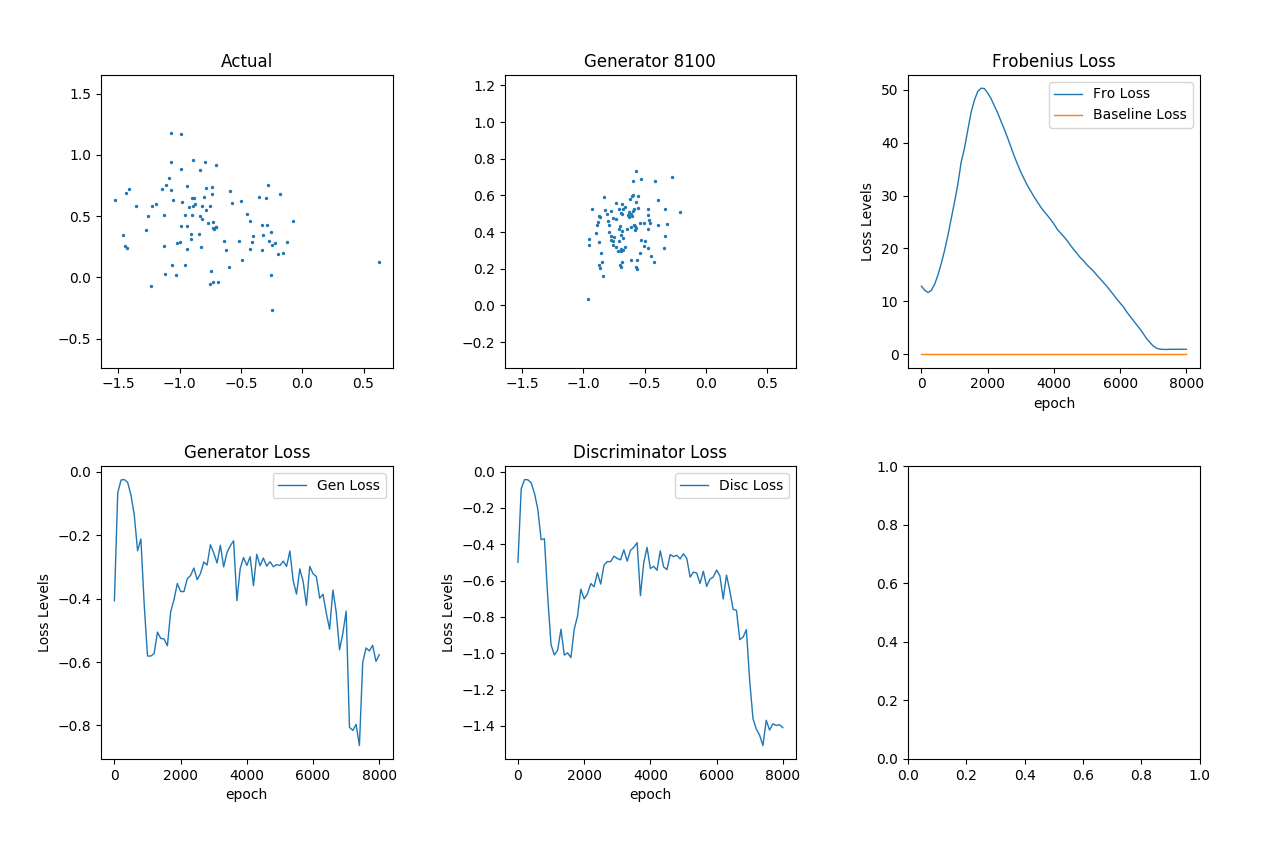 Actual
1.5
1.0
0.5
0.0
−0.5
−1.5 −1.0 −0.5 0.0 0.5
Generator 8100
1.2
1.0
0.8
0.6
0.4
0.2
0.0
−0.2
−1.5 −1.0 −0.5 0.0 0.5
Frobenius Loss
Fro Loss
Baseline Loss
Loss Levels
50
40
30
20
10
0
0 2000 4000 6000 8000
epoch
Generator Loss
Gen Loss
Loss Levels
0.0
−0.2
−0.4
−0.6
−0.8
0 2000 4000 6000 8000
epoch
Discriminator Loss
Disc Loss
Loss Levels
0.0
−0.2
−0.4
−0.6
−0.8
−1.0
−1.2
−1.4
0 2000 4000 6000 8000
epoch
1.0
0.8
0.6
0.4
0.2
0.0
0.0 0.2 0.4 0.6 0.8 1.0